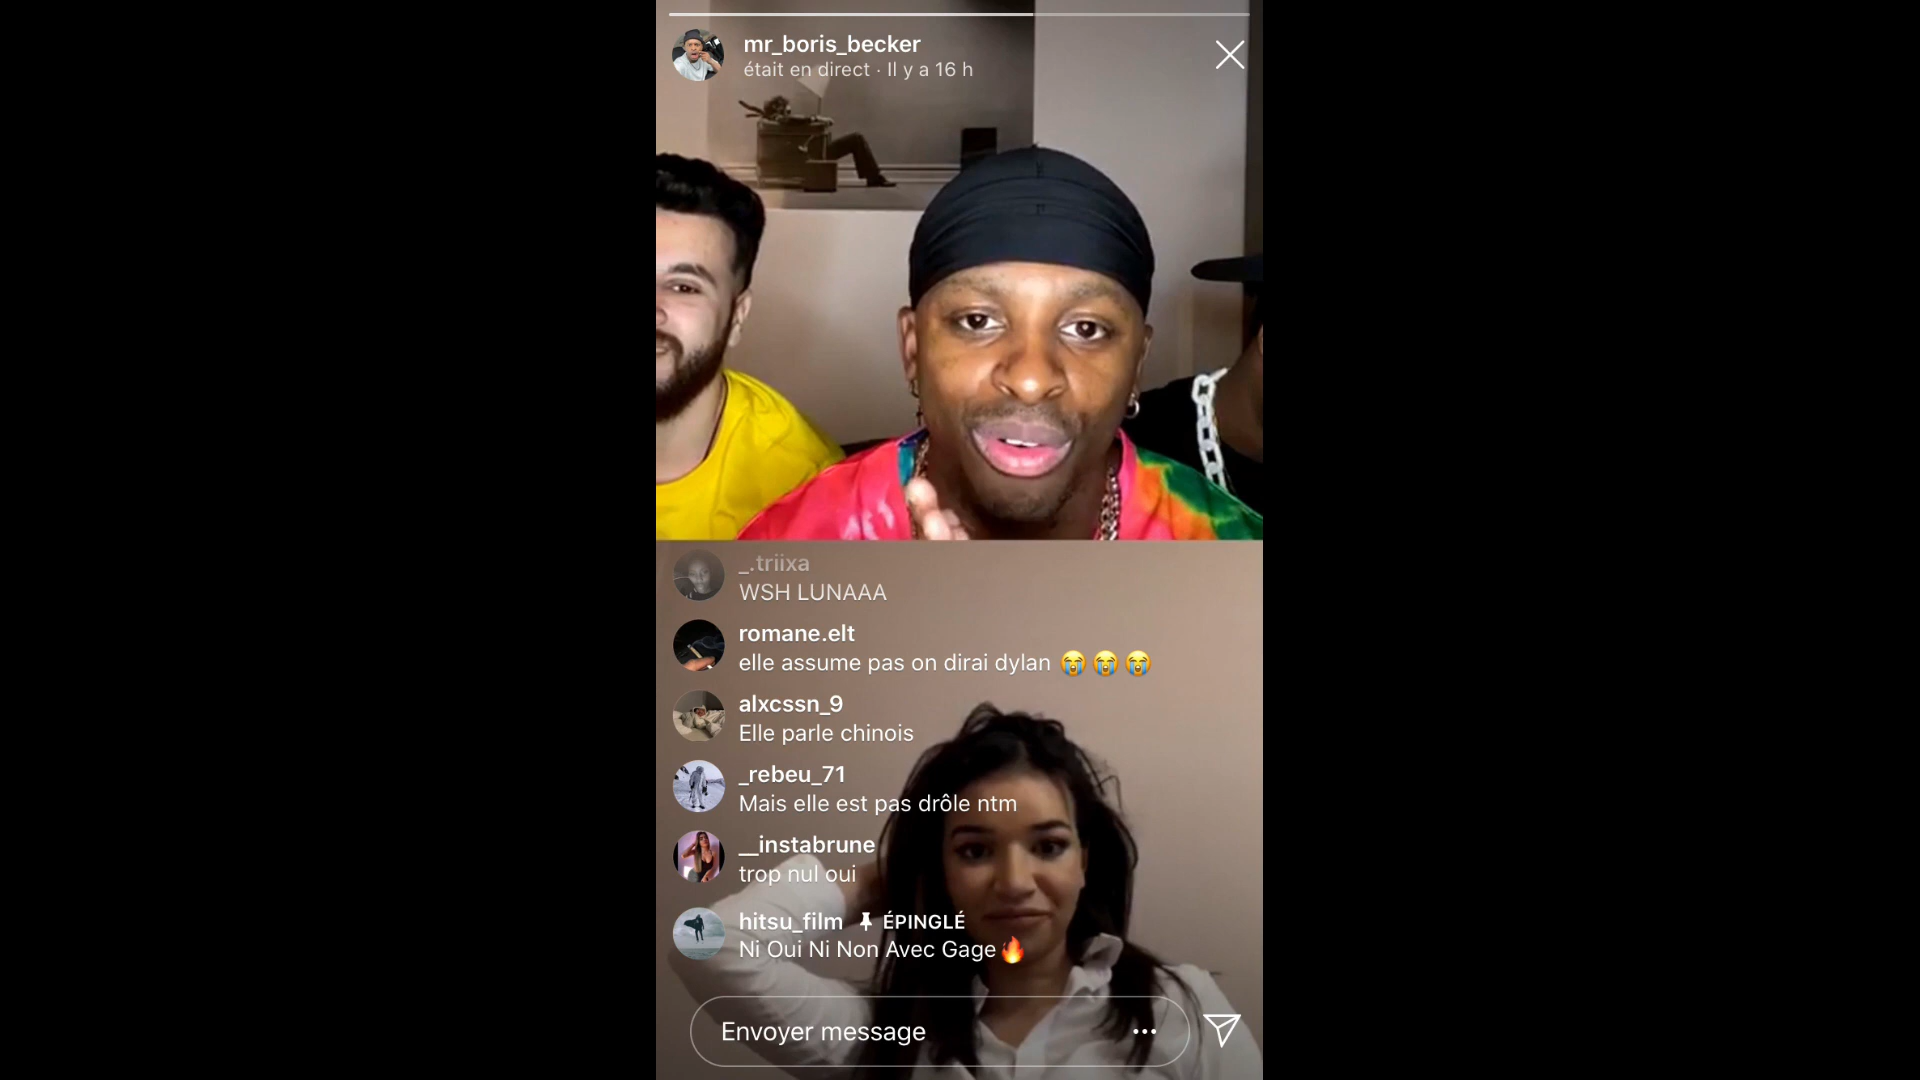 mr_boris_becker
était en direct · Il y a 16 h
_.triixa
WSH LUNAAA
romane.elt
elle assume pas on dirai dylan 😭😭😭
alxcssn_9
Elle parle chinois
_rebeu_71
Mais elle est pas drôle ntm
__instabrune
trop nul oui
hitsu_film 📌 ÉPINGLÉ
Ni Oui Ni Non Avec Gage🔥
Envoyer message